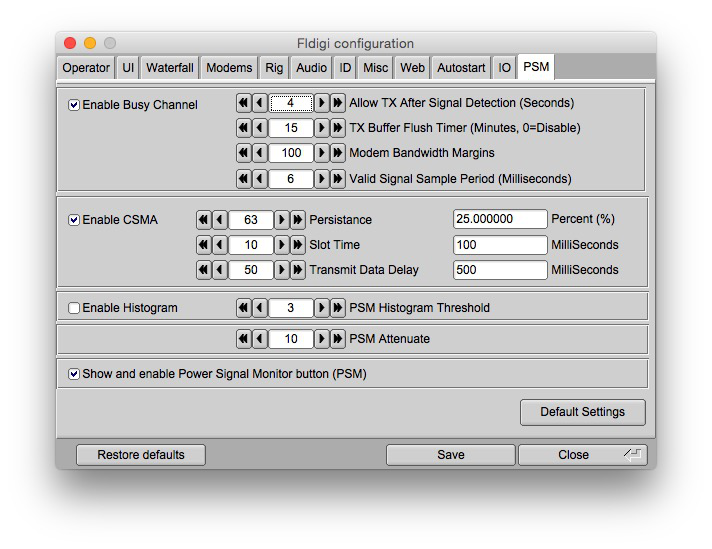 Fldigi configuration
Operator UI Waterfall Modems Rig Audio ID Misc Web Autostart IO PSM
Enable Busy Channel 4 Allow TX After Signal Detection (Seconds)
15 TX Buffer Flush Timer (Minutes, 0=Disable)
100 Modem Bandwidth Margins
6 Valid Signal Sample Period (Milliseconds)
Enable CSMA 63 Persistance 25.000000 Percent (%)
10 Slot Time 100 MilliSeconds
50 Transmit Data Delay 500 MilliSeconds
Enable Histogram 3 PSM Histogram Threshold
10 PSM Attenuate
Show and enable Power Signal Monitor button (PSM)
Default Settings
Restore defaults Save Close